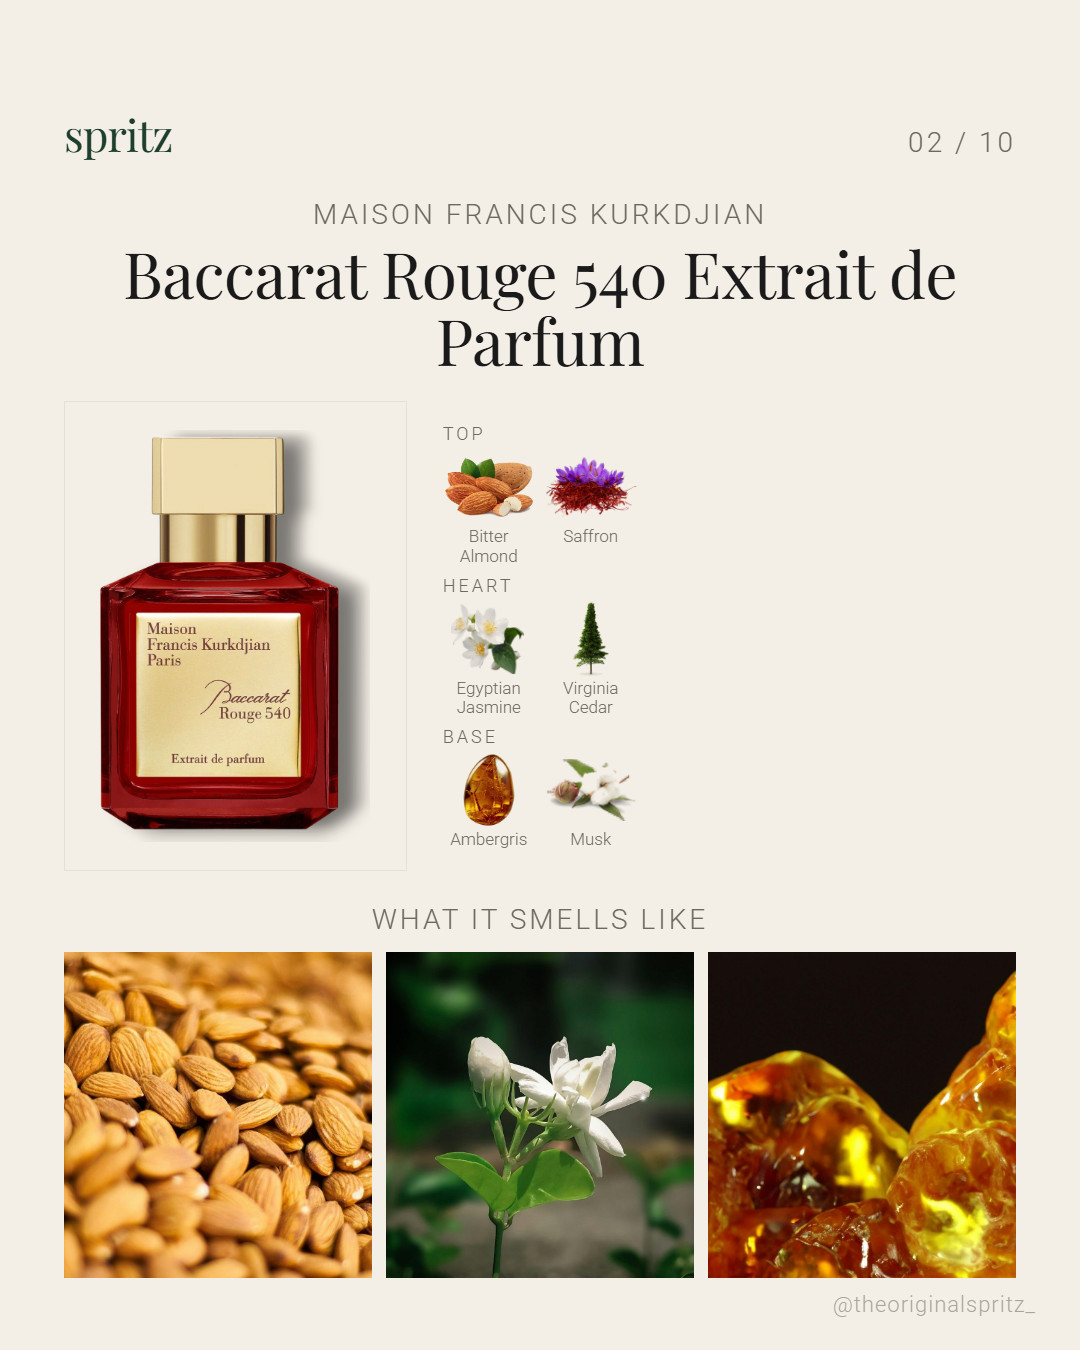 spritz
02 / 10
MAISON FRANCIS KURKDJIAN
Baccarat Rouge 540 Extrait de
Parfum
Maison
Francis Kurkdjian
Paris
Baccarat
Rouge 540
Extrait de parfum
TOP
Bitter
Almond
Saffron
HEART
Egyptian
Jasmine
Virginia
Cedar
BASE
Ambergris
Musk
WHAT IT SMELLS LIKE
@theoriginalspritz_